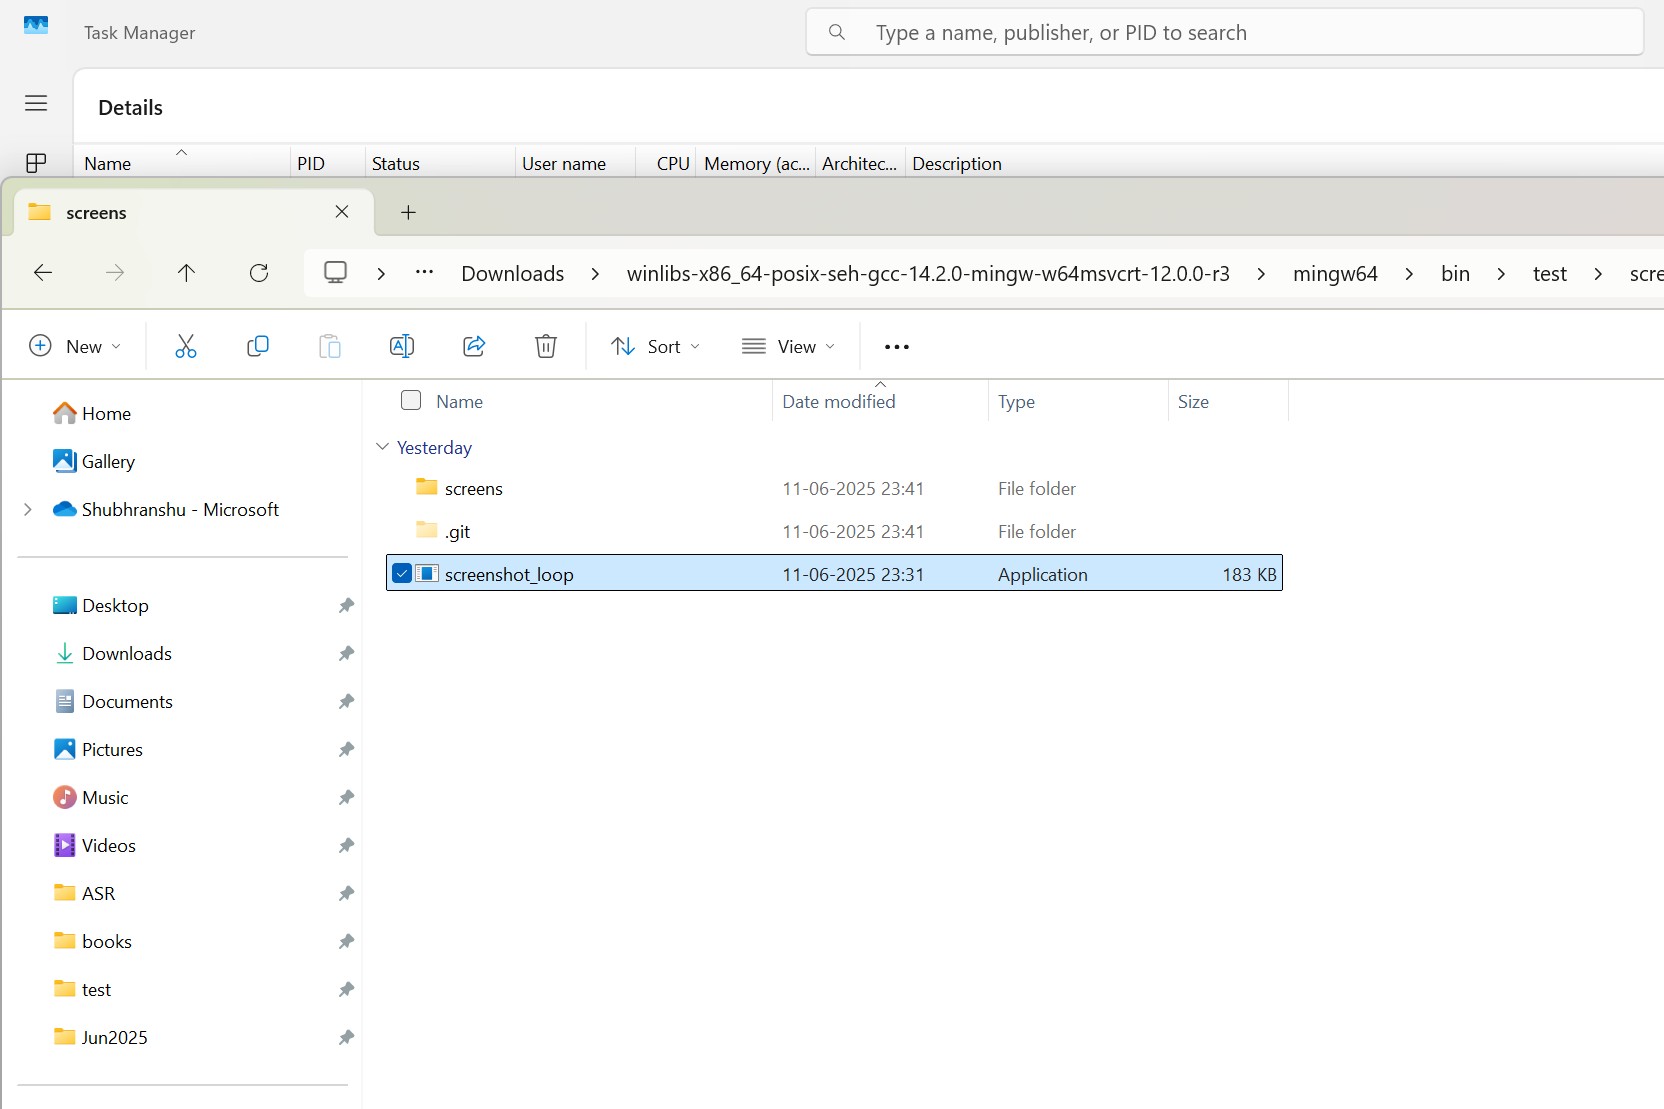 Task Manager
Type a name, publisher, or PID to search
Details
Name PID Status User name CPU Memory (ac... Architec... Description
screens
Downloads winlibs-x86_64-posix-seh-gcc-14.2.0-mingw-w64msvcrt-12.0.0-r3 mingw64 bin test scre
New Sort View
Name Date modified Type Size
Home
Gallery
Shubhranshu - Microsoft
Desktop
Downloads
Documents
Pictures
Music
Videos
ASR
books
test
Jun2025
Yesterday
screens 11-06-2025 23:41 File folder
.git 11-06-2025 23:41 File folder
screenshot_loop 11-06-2025 23:31 Application 183 KB